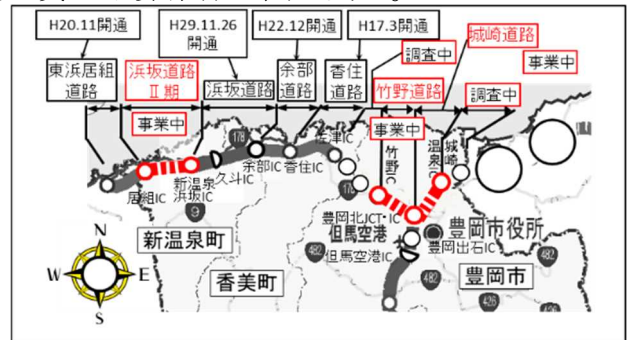 H20.11開通
H29.11.26
開通
H22.12開通
H17.3開通
調査中
城崎道路
事業中
東浜居組
道路
浜坂道路
Ⅱ期
浜坂道路
余部
道路
香住
道路
竹野道路
調査中
事業中
事業中
178
居組IC
新温泉
浜坂IC
久斗IC
余部IC
香住IC
佐津IC
竹野IC
城崎
温泉IC
9
新温泉町
香美町
482
豊岡北JCT・IC
但馬空港
但馬空港IC
豊岡市役所
豊岡出石IC
482
482
豊岡市
426
N
W
E
S